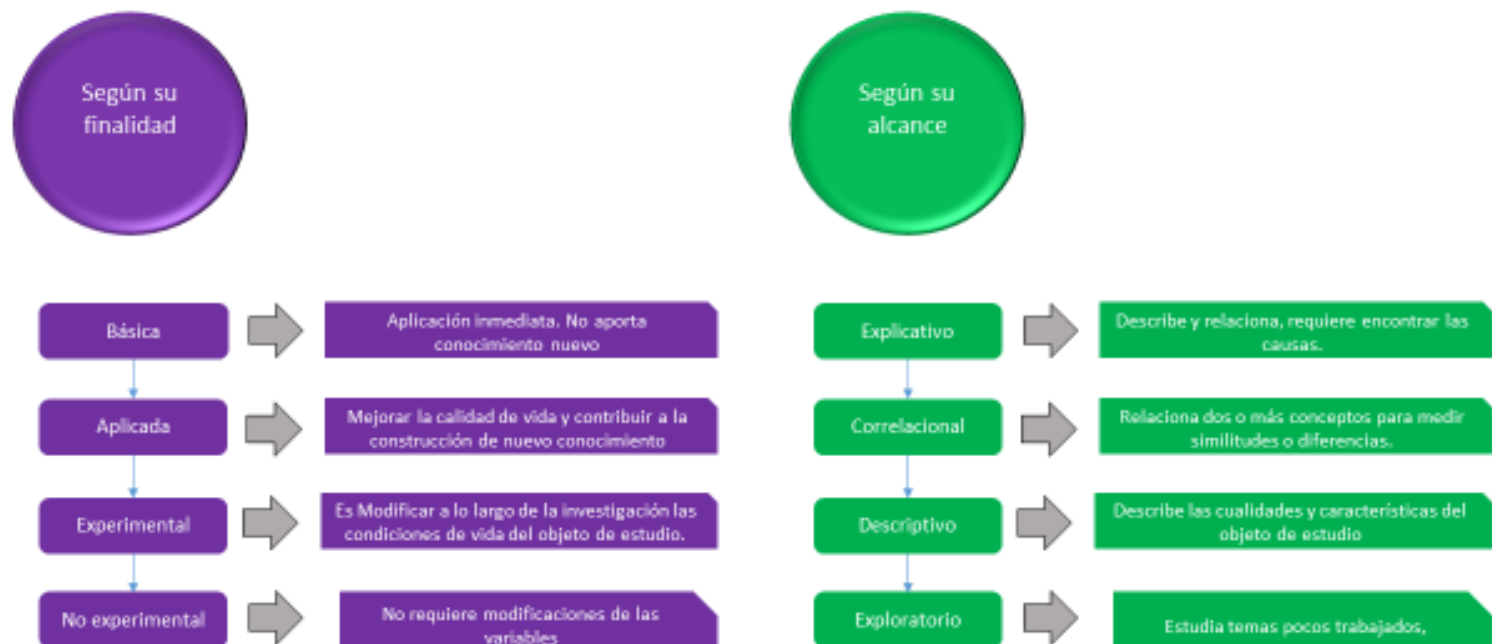 Según su
finalidad
Básica
Aplicación inmediata. No aporta
conocimiento nuevo
Aplicada
Mejorar la calidad de vida y contribuir a la
construcción de nuevo conocimiento
Experimental
Es Modificar a lo largo de la investigación las
condiciones de vida del objeto de estudio.
No experimental
No requiere modificaciones de las
variables
Según su
alcance
Explicativo
Describe y relaciona, requiere encontrar las
causas.
Correlacional
Relaciona dos o más conceptos para medir
similitudes o diferencias.
Descriptivo
Describe las cualidades y características del
objeto de estudio
Exploratorio
Estudia temas pocos trabajados,